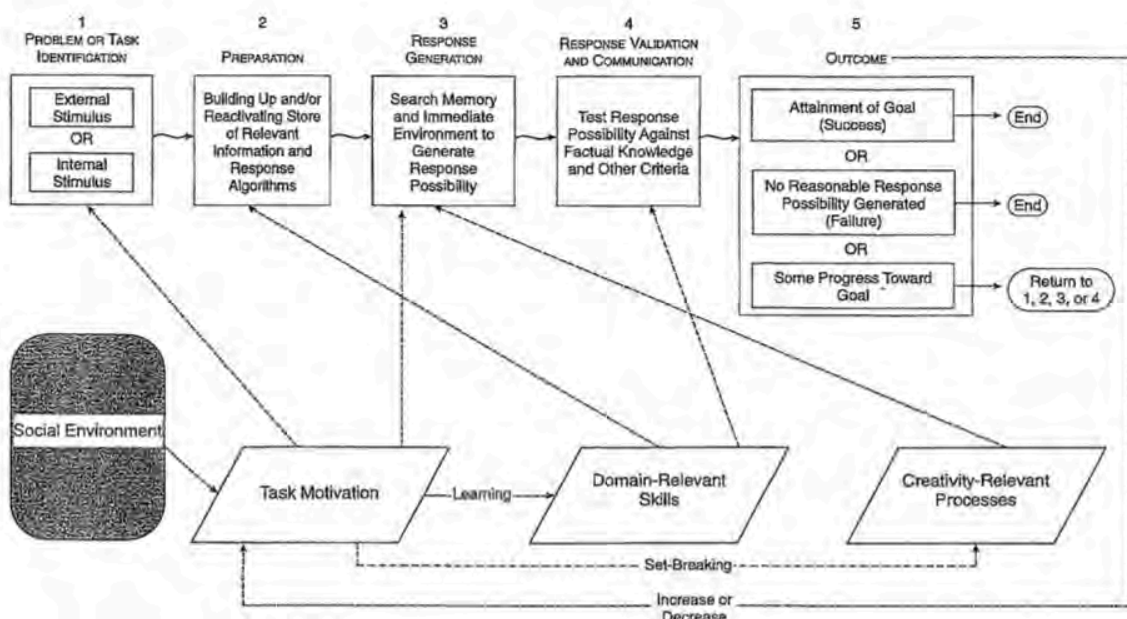 1
PROBLEM OR TASK
IDENTIFICATION
External
Stimulus
OR
Internal
Stimulus
2
PREPARATION
Building Up and/or
Reactivating Store
of Relevant
Information and
Response
Algorithms
3
RESPONSE
GENERATION
Search Memory
and Immediate
Environment to
Generate
Response
Possibility
4
RESPONSE VALIDATION
AND COMMUNICATION
Test Response
Possibility Against
Factual Knowledge
and Other Criteria
5
OUTCOME
Attainment of Goal
(Success)
End
OR
No Reasonable Response
Possibility Generated
(Failure)
End
OR
Some Progress Toward
Goal
Return to
1, 2, 3, or 4
Social Environment
Task Motivation
Learning
Domain-Relevant
Skills
Creativity-Relevant
Processes
Set-Breaking
Increase or
Decrease